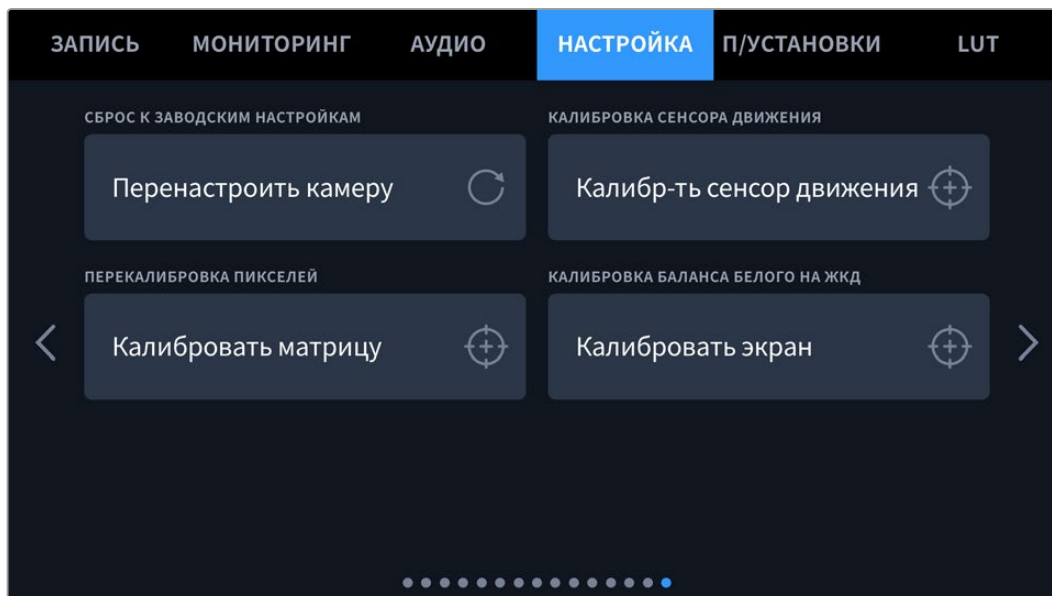 ЗАПИСЬ МОНИТОРИНГ АУДИО НАСТРОЙКА П/УСТАНОВКИ LUT
СБРОС К ЗАВОДСКИМ НАСТРОЙКАМ
Перенастроить камеру
КАЛИБРОВКА СЕНСОРА ДВИЖЕНИЯ
Калибр-ть сенсор движения
ПЕРЕКАЛИБРОВКА ПИКСЕЛЕЙ
Калибровать матрицу
КАЛИБРОВКА БАЛАНСА БЕЛОГО НА ЖКД
Калибровать экран